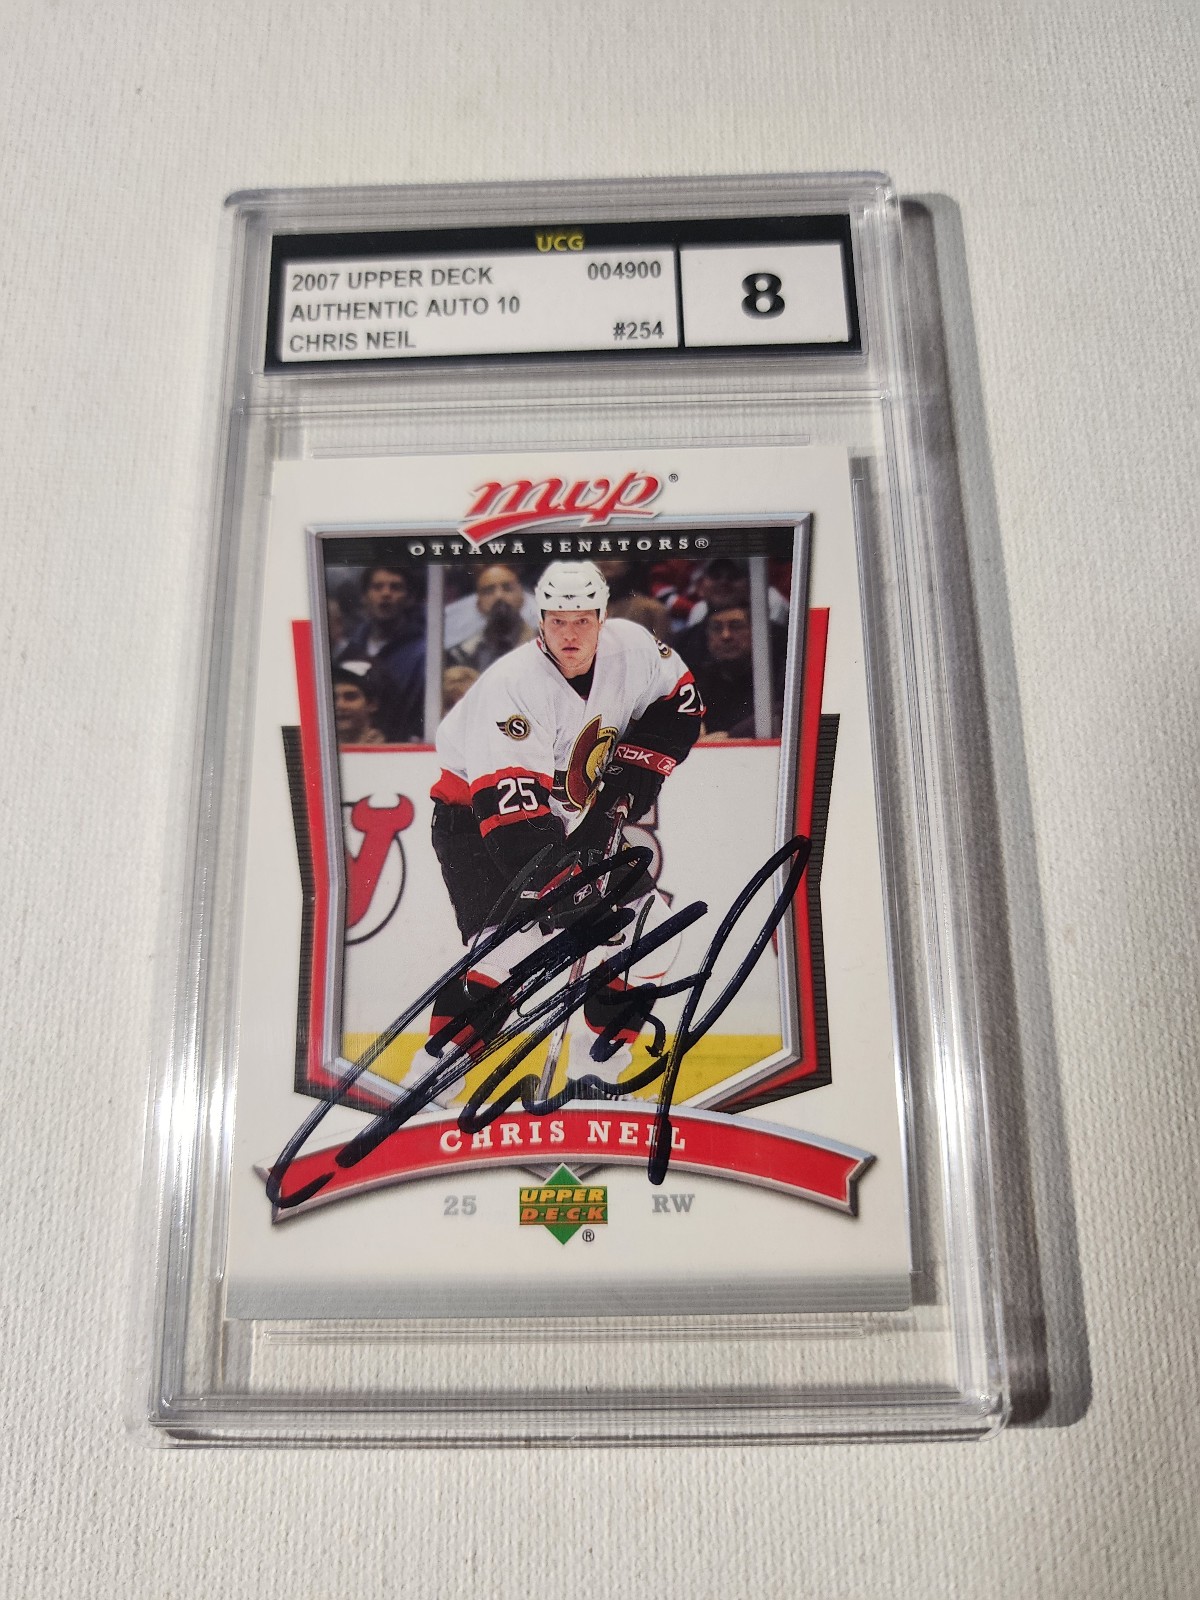 UCG
2007 UPPER DECK 004900
AUTHENTIC AUTO 10
CHRIS NEIL #254
8
mvp®
OTTAWA SENATORS®
25
RBK
25
CHRIS NEIL
25 UPPER DECK® RW